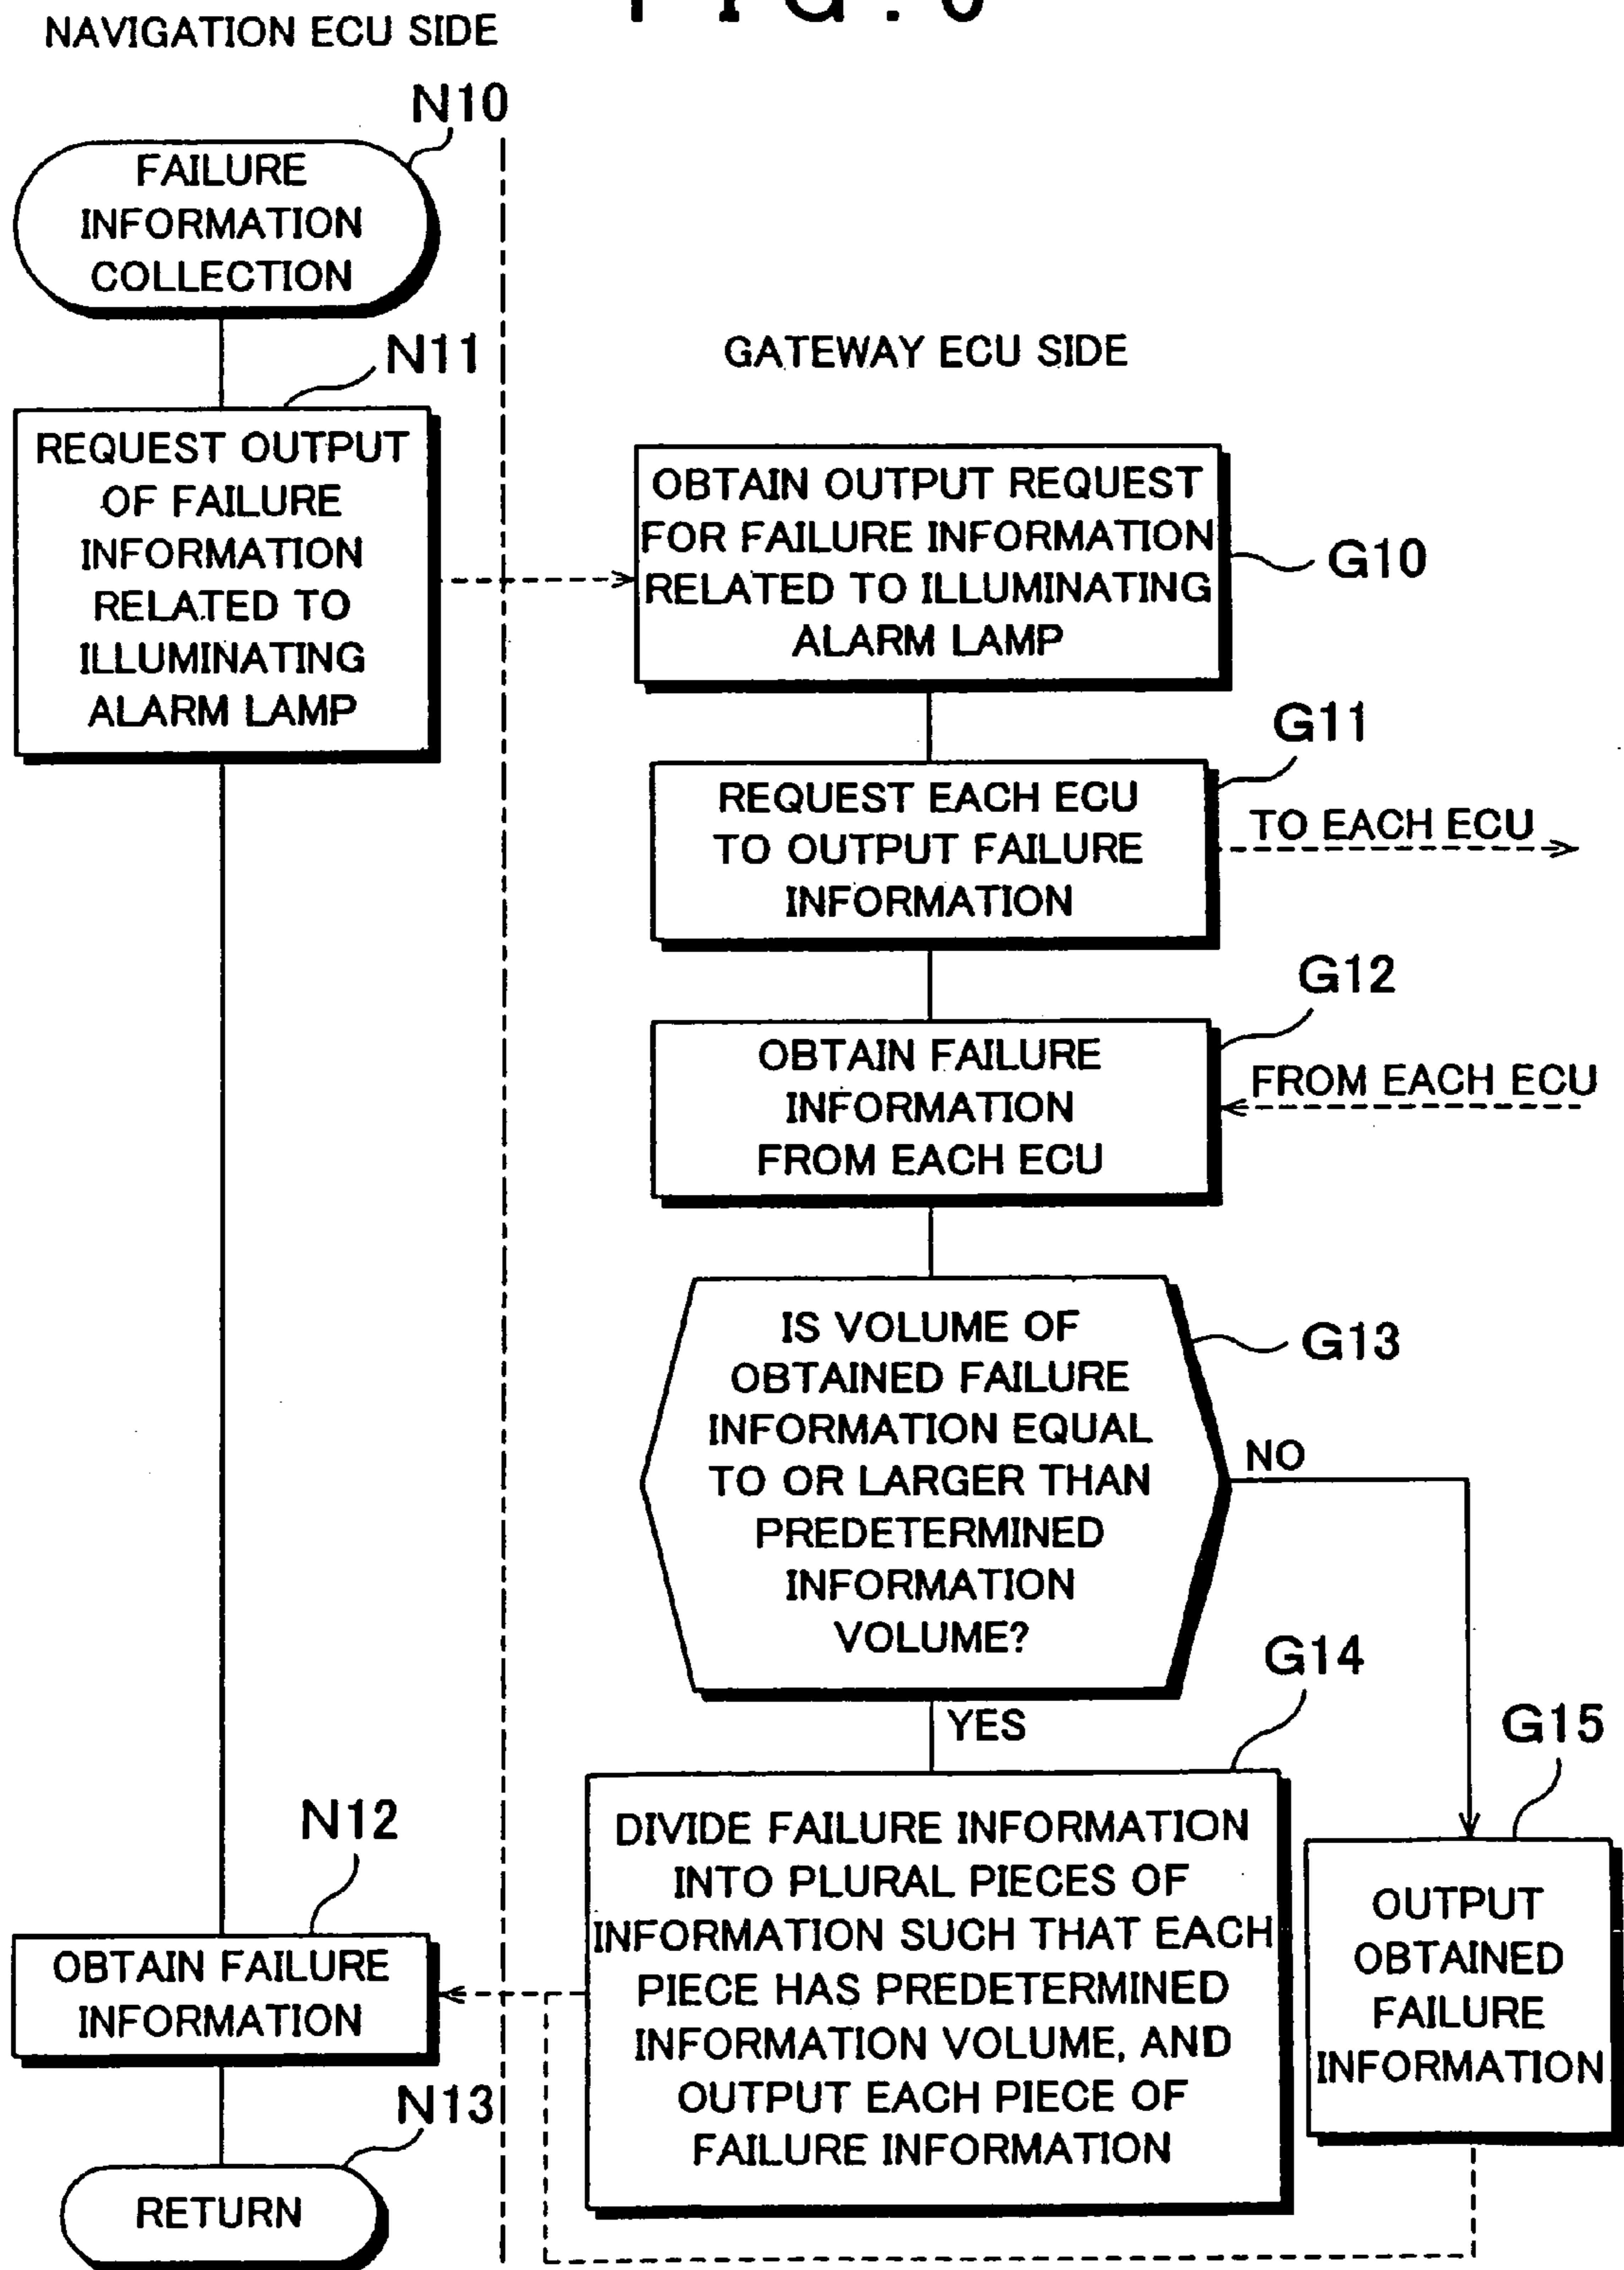 FIG.
NAVIGATION ECU SIDE
N10
FAILURE
INFORMATION
COLLECTION
N11
REQUEST OUTPUT
OF FAILURE
INFORMATION
RELATED TO
ILLUMINATING
ALARM LAMP
GATEWAY ECU SIDE
OBTAIN OUTPUT REQUEST
FOR FAILURE INFORMATION
RELATED TO ILLUMINATING
ALARM LAMP
G10
G11
REQUEST EACH ECU
TO OUTPUT FAILURE
INFORMATION
TO EACH ECU
G12
OBTAIN FAILURE
INFORMATION
FROM EACH ECU
FROM EACH ECU
IS VOLUME OF
OBTAINED FAILURE
INFORMATION EQUAL
TO OR LARGER THAN
PREDETERMINED
INFORMATION
VOLUME?
G13
NO
YES
G14
DIVIDE FAILURE INFORMATION
INTO PLURAL PIECES OF
INFORMATION SUCH THAT EACH
PIECE HAS PREDETERMINED
INFORMATION VOLUME, AND
OUTPUT EACH PIECE OF
FAILURE INFORMATION
G15
OUTPUT
OBTAINED
FAILURE
INFORMATION
N12
OBTAIN FAILURE
INFORMATION
N13
RETURN